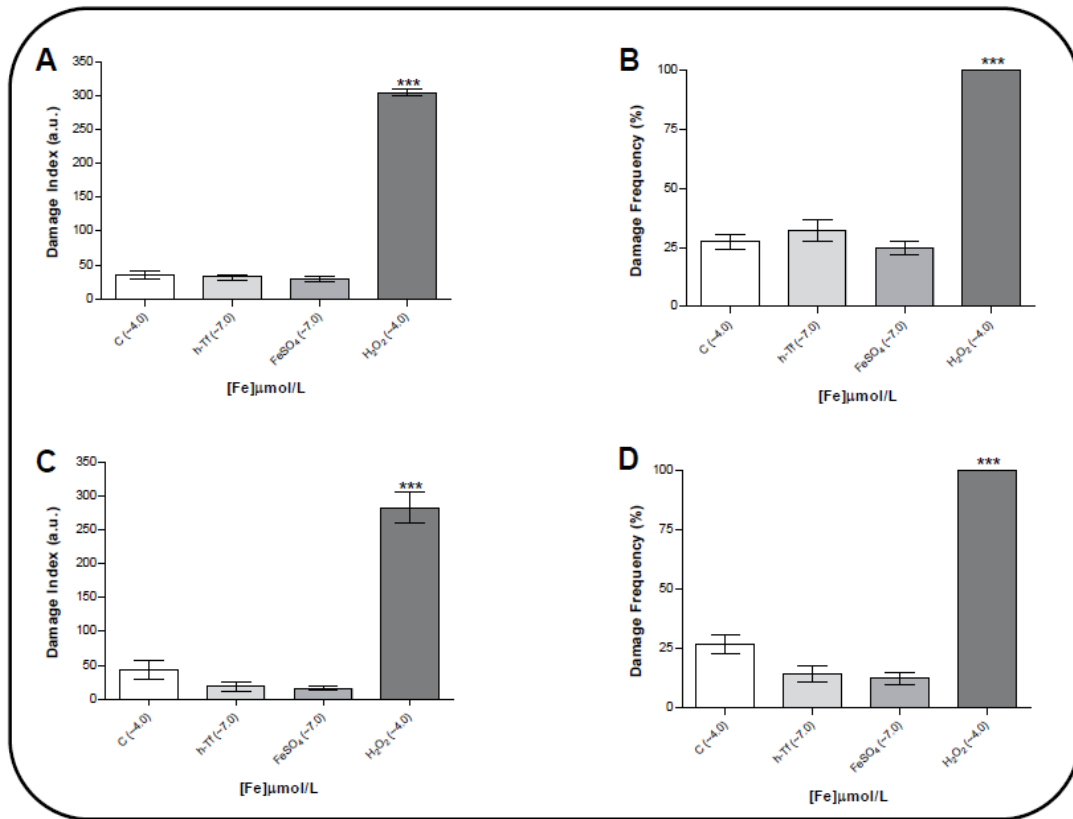 A
Damage Index (a.u.)
350
300
250
200
150
100
50
0
***
C (~4.0)
h-Tf (~7.0)
FeSO₄ (~7.0)
H₂O₂ (~4.0)
[Fe]µmol/L
B
Damage Frequency (%)
100
75
50
25
0
***
C (~4.0)
h-Tf (~7.0)
FeSO₄ (~7.0)
H₂O₂ (~4.0)
[Fe]µmol/L
C
Damage Index (a.u.)
350
300
250
200
150
100
50
0
***
C (~4.0)
h-Tf (~7.0)
FeSO₄ (~7.0)
H₂O₂ (~4.0)
[Fe]µmol/L
D
Damage Frequency (%)
100
75
50
25
0
***
C (~4.0)
h-Tf (~7.0)
FeSO₄ (~7.0)
H₂O₂ (~4.0)
[Fe]µmol/L